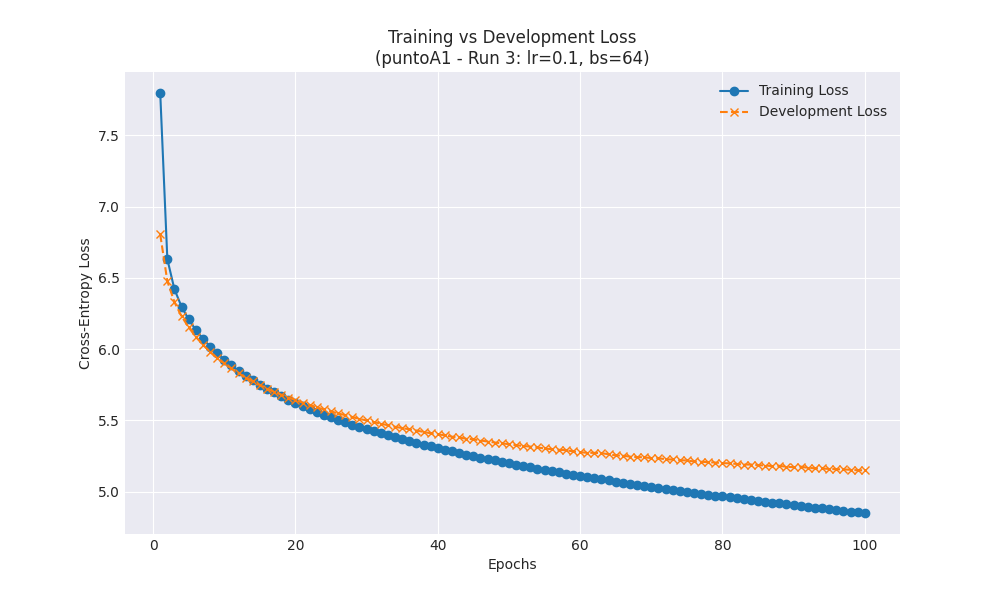 Training vs Development Loss
(puntoA1 - Run 3: lr=0.1, bs=64)
Training Loss
Development Loss
Cross-Entropy Loss
7.5
7.0
6.5
6.0
5.5
5.0
0 20 40 60 80 100
Epochs